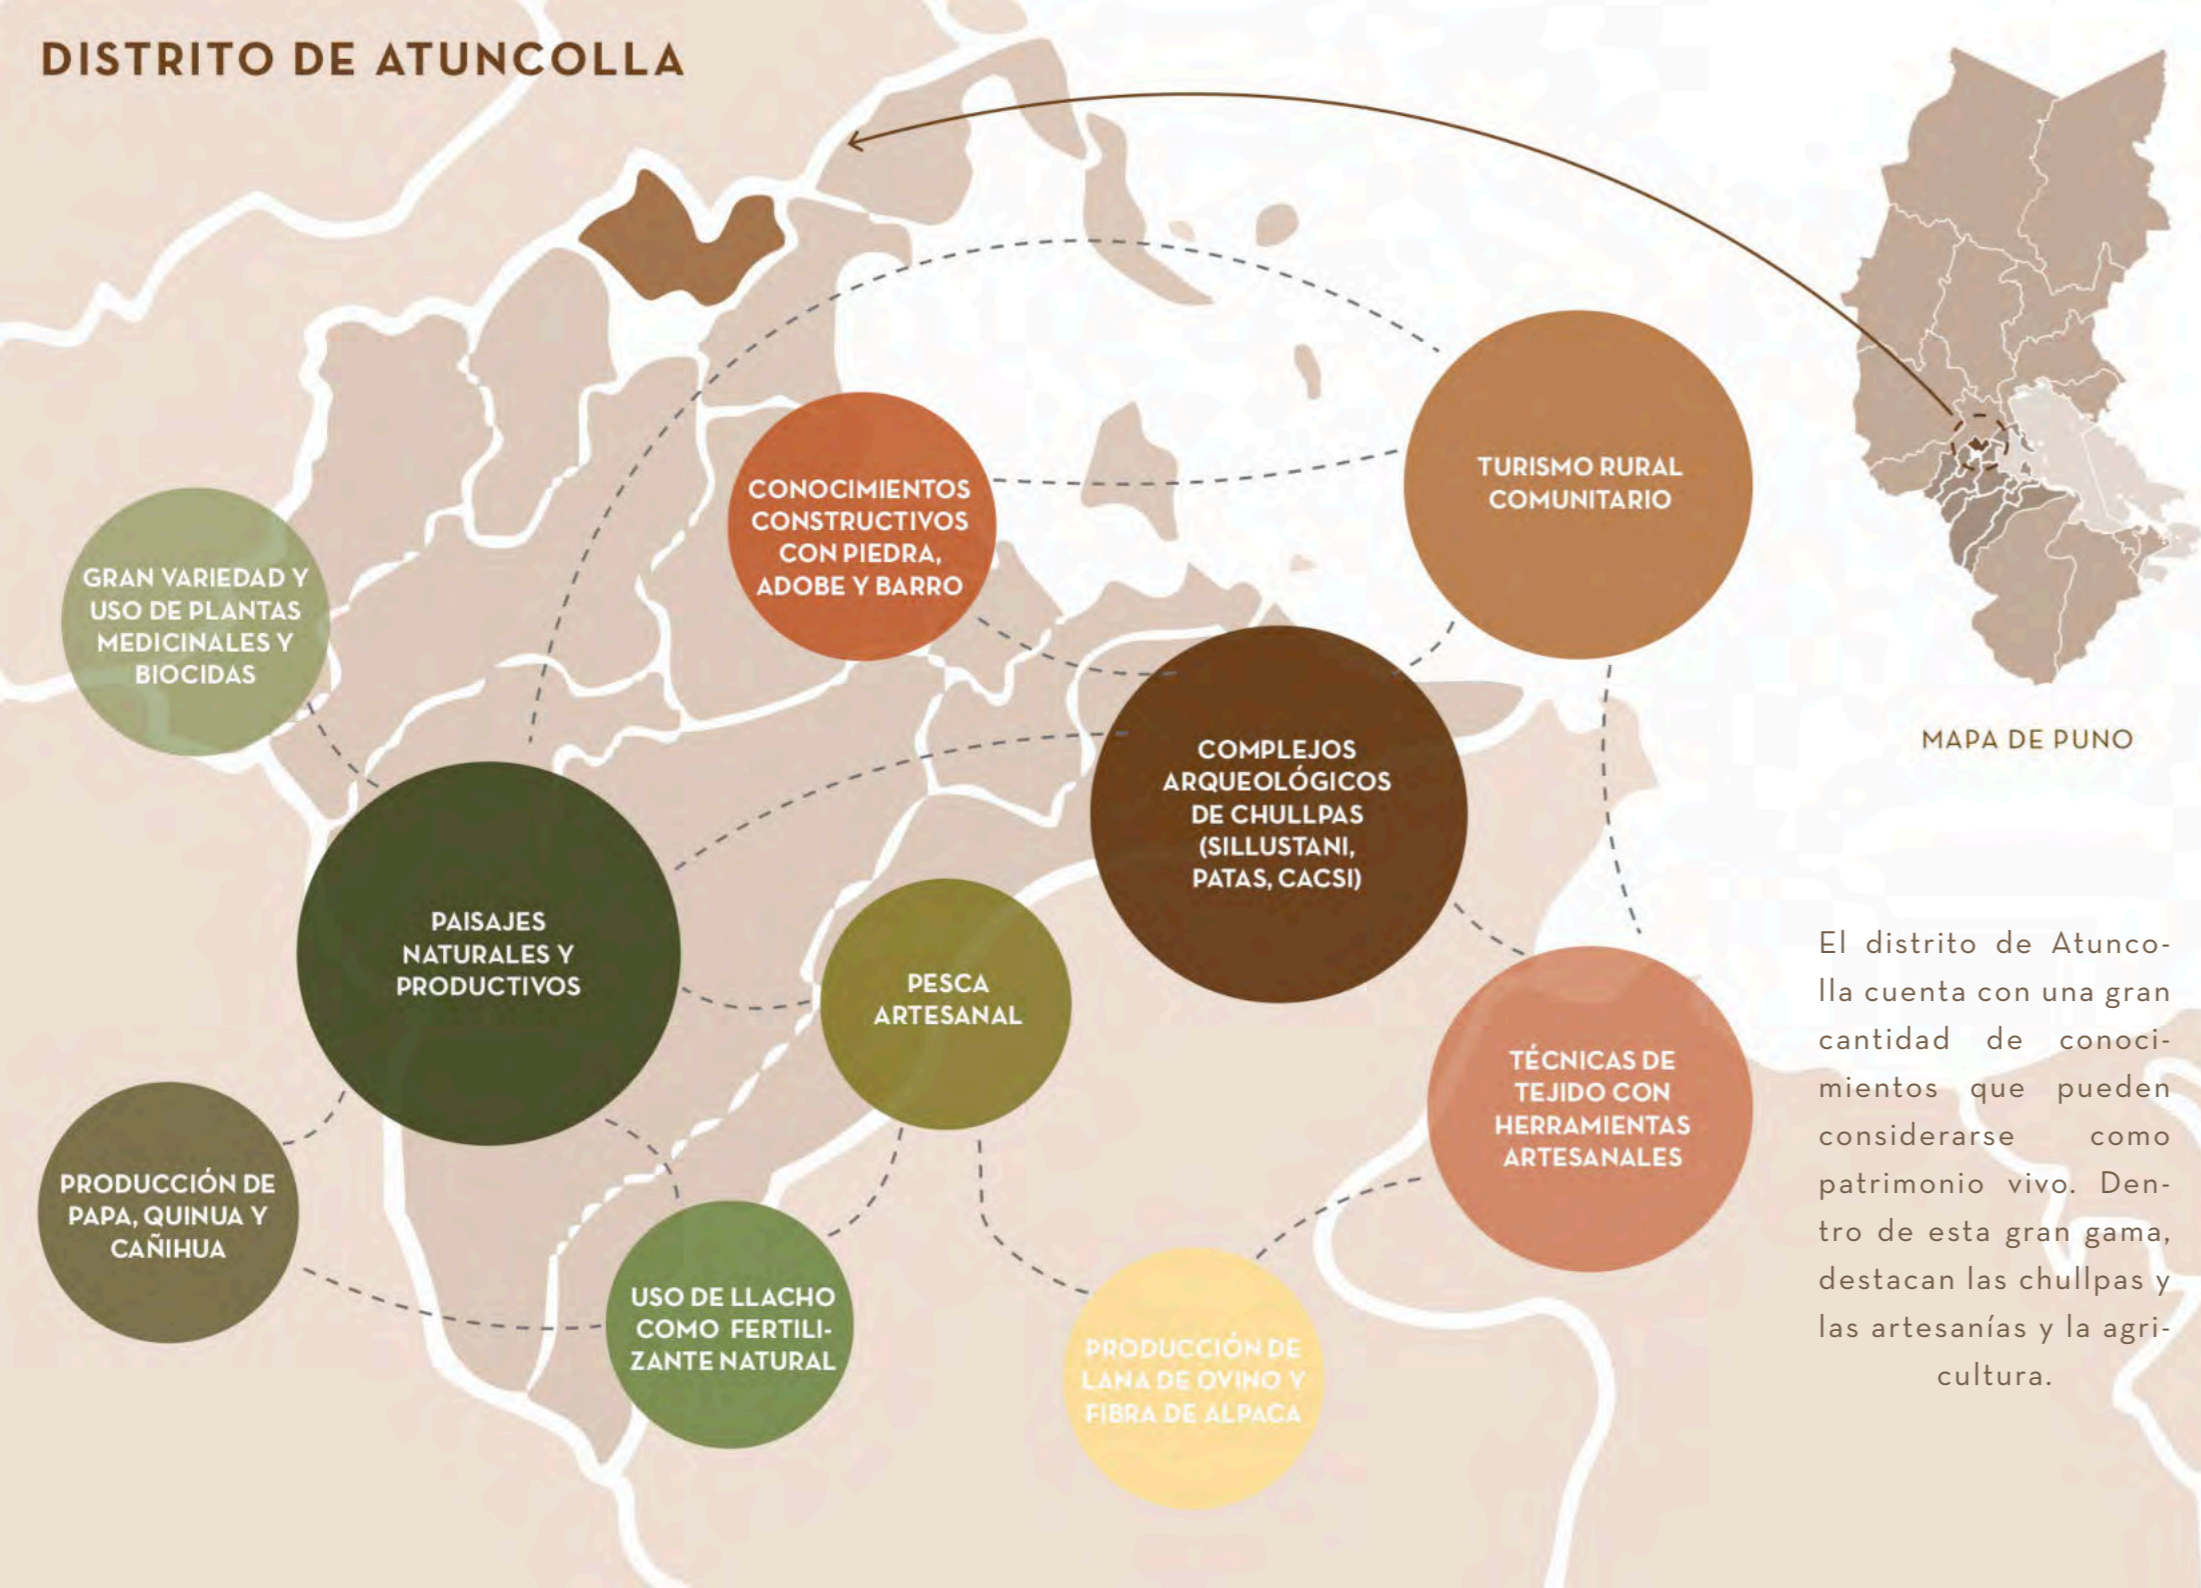 DISTRITO DE ATUNCOLLA
CONOCIMIENTOS
CONSTRUCTIVOS
CON PIEDRA,
ADOBE Y BARRO
TURISMO RURAL
COMUNITARIO
GRAN VARIEDAD Y
USO DE PLANTAS
MEDICINALES Y
BIOCIDAS
MAPA DE PUNO
COMPLEJOS
ARQUEOLÓGICOS
DE CHULLPAS
(SILLUSTANI,
PATAS, CACSI)
PAISAJES
NATURALES Y
PRODUCTIVOS
PESCA
ARTESANAL
TÉCNICAS DE
TEJIDO CON
HERRAMIENTAS
ARTESANALES
PRODUCCIÓN DE
PAPA, QUINUA Y
CAÑIHUA
USO DE LLACHO
COMO FERTILI-
ZANTE NATURAL
PRODUCCIÓN DE
LANA DE OVINO Y
FIBRA DE ALPACA
El distrito de Atunco-
lla cuenta con una gran
cantidad de conoci-
mientos que pueden
considerarse como
patrimonio vivo. Den-
tro de esta gran gama,
destacan las chullpas y
las artesanías y la agri-
cultura.